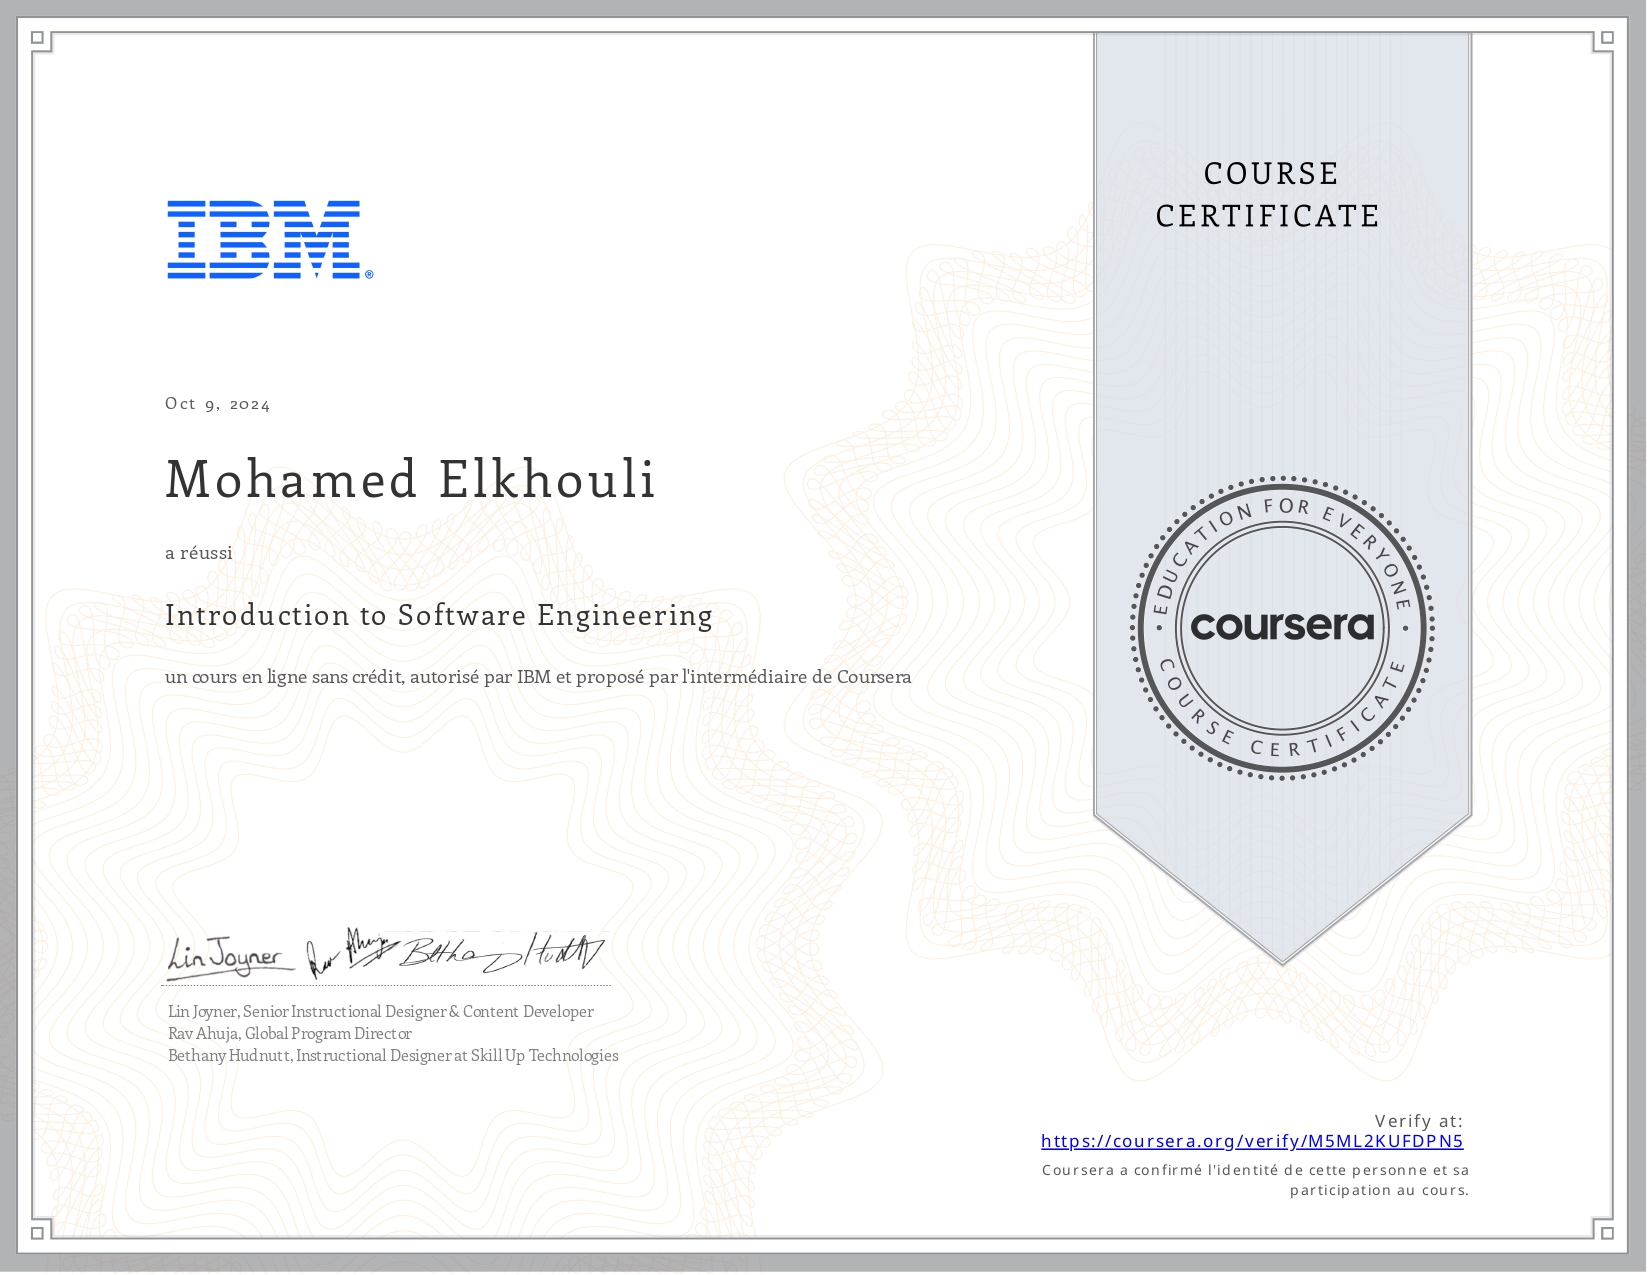 COURSE
CERTIFICATE
IBM®
Oct 9, 2024
Mohamed Elkhouli
a réussi
Introduction to Software Engineering
un cours en ligne sans crédit, autorisé par IBM et proposé par l'intermédiaire de Coursera
EDUCATION FOR EVERYONE
coursera
COURSE CERTIFICATE
Lin Joyner
Lin Joyner, Senior Instructional Designer & Content Developer
Rav Ahuja, Global Program Director
Bethany Hudnutt, Instructional Designer at Skill Up Technologies
Verify at:
https://coursera.org/verify/M5ML2KUFDPN5
Coursera a confirmé l'identité de cette personne et sa
participation au cours.